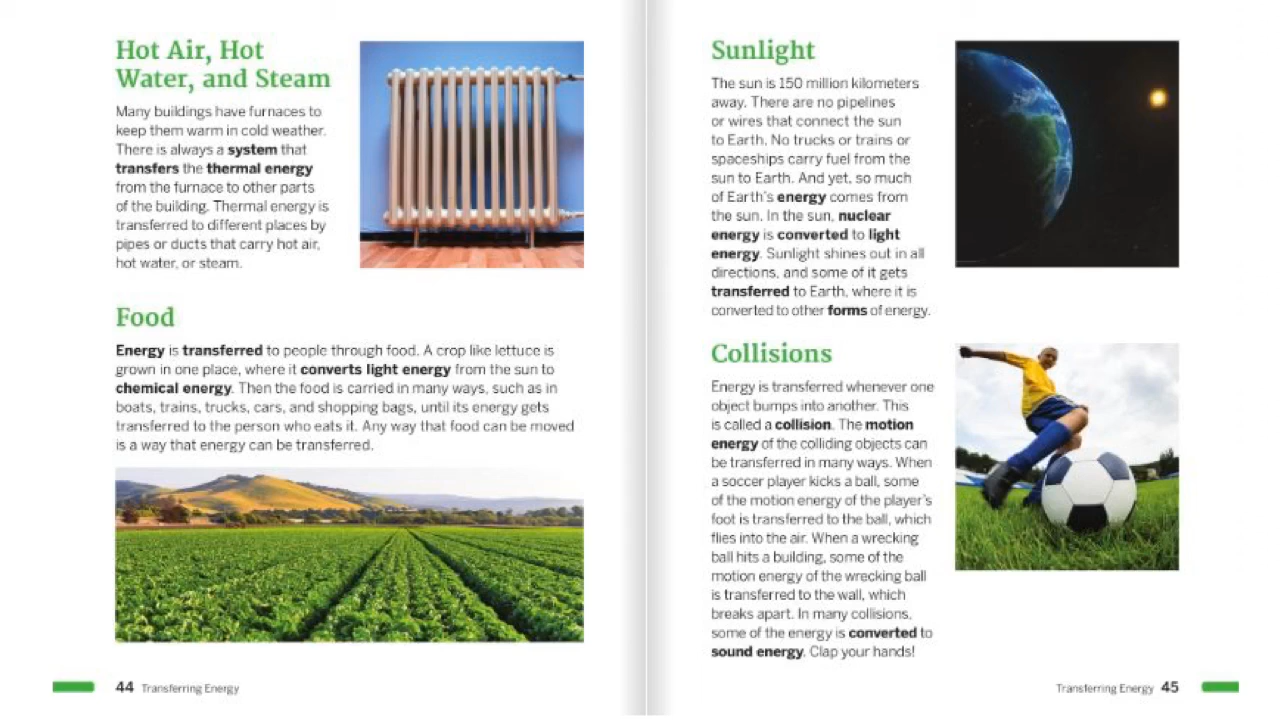 Hot Air, Hot
Water, and Steam
Many buildings have furnaces to
keep them warm in cold weather.
There is always a system that
transfers the thermal energy
from the furnace to other parts
of the building. Thermal energy is
transferred to different places by
pipes or ducts that carry hot air,
hot water, or steam.
Food
Energy is transferred to people through food. A crop like lettuce is
grown in one place, where it converts light energy from the sun to
chemical energy. Then the food is carried in many ways, such as in
boats, trains, trucks, cars, and shopping bags, until its energy gets
transferred to the person who eats it. Any way that food can be moved
is a way that energy can be transferred.
44 Transferring Energy
Sunlight
The sun is 150 million kilometers
away. There are no pipelines
or wires that connect the sun
to Earth. No trucks or trains or
spaceships carry fuel from the
sun to Earth. And yet, so much
of Earth's energy comes from
the sun. In the sun, nuclear
energy is converted to light
energy. Sunlight shines out in all
directions, and some of it gets
transferred to Earth, where it is
converted to other forms of energy.
Collisions
Energy is transferred whenever one
object bumps into another. This
is called a collision. The motion
energy of the colliding objects can
be transferred in many ways. When
a soccer player kicks a ball, some
of the motion energy of the player's
foot is transferred to the ball, which
flies into the air. When a wrecking
ball hits a building, some of the
motion energy of the wrecking ball
is transferred to the wall, which
breaks apart. In many collisions,
some of the energy is converted to
sound energy. Clap your hands!
Transferring Energy 45